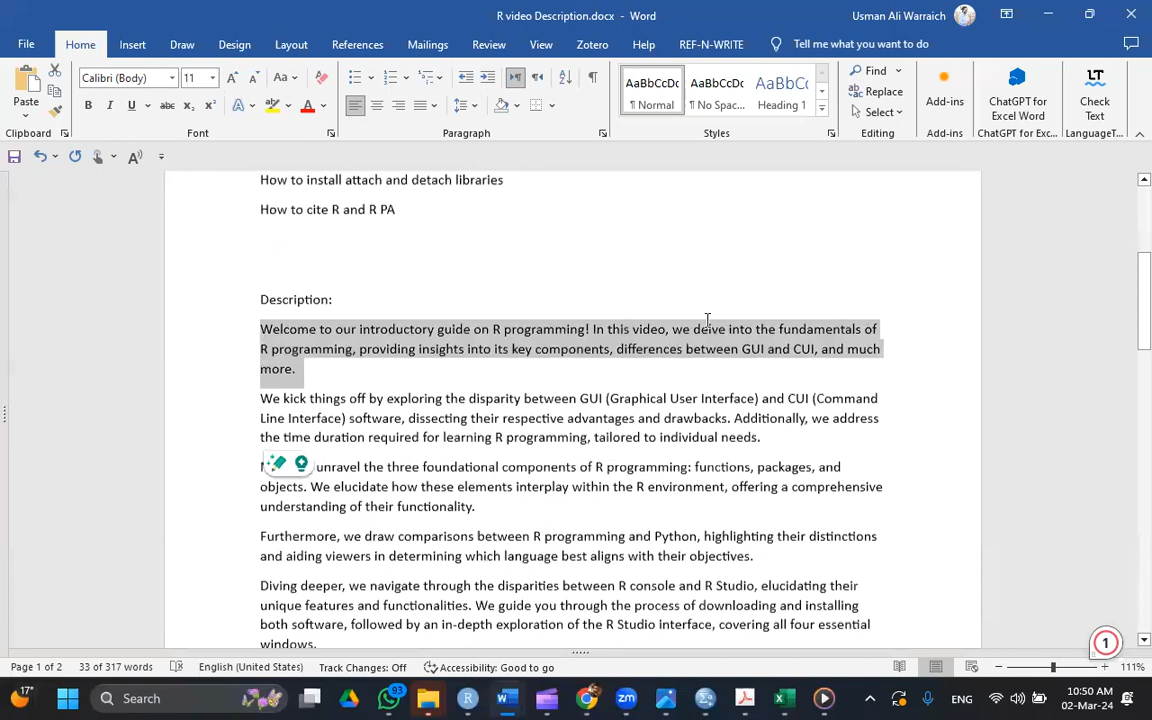 R video Description.docx - Word
Usman Ali Warraich
File Home Insert Draw Design Layout References Mailings Review View Zotero Help REF-N-WRITE Tell me what you want to do
Paste
Calibri (Body) 11
Aa
B I U abc x₂ x² A A
AaBbCcDc AaBbCcDc AaBbCc
¶ Normal ¶ No Spac... Heading 1
Find
Replace
Select
Add-ins
ChatGPT for Excel Word
Check Text
Clipboard Font Paragraph Styles Editing Add-ins ChatGPT for Exc... LanguageT...
How to install attach and detach libraries
How to cite R and R PA
Description:
Welcome to our introductory guide on R programming! In this video, we delve into the fundamentals of
R programming, providing insights into its key components, differences between GUI and CUI, and much
more.
We kick things off by exploring the disparity between GUI (Graphical User Interface) and CUI (Command
Line Interface) software, dissecting their respective advantages and drawbacks. Additionally, we address
the time duration required for learning R programming, tailored to individual needs.
unravel the three foundational components of R programming: functions, packages, and
objects. We elucidate how these elements interplay within the R environment, offering a comprehensive
understanding of their functionality.
Furthermore, we draw comparisons between R programming and Python, highlighting their distinctions
and aiding viewers in determining which language best aligns with their objectives.
Diving deeper, we navigate through the disparities between R console and R Studio, elucidating their
unique features and functionalities. We guide you through the process of downloading and installing
both software, followed by an in-depth exploration of the R Studio interface, covering all four essential
windows.
1
Page 1 of 2 33 of 317 words English (United States) Track Changes: Off Accessibility: Good to go 111%
17° Search 93 ENG 10:50 AM
02-Mar-24